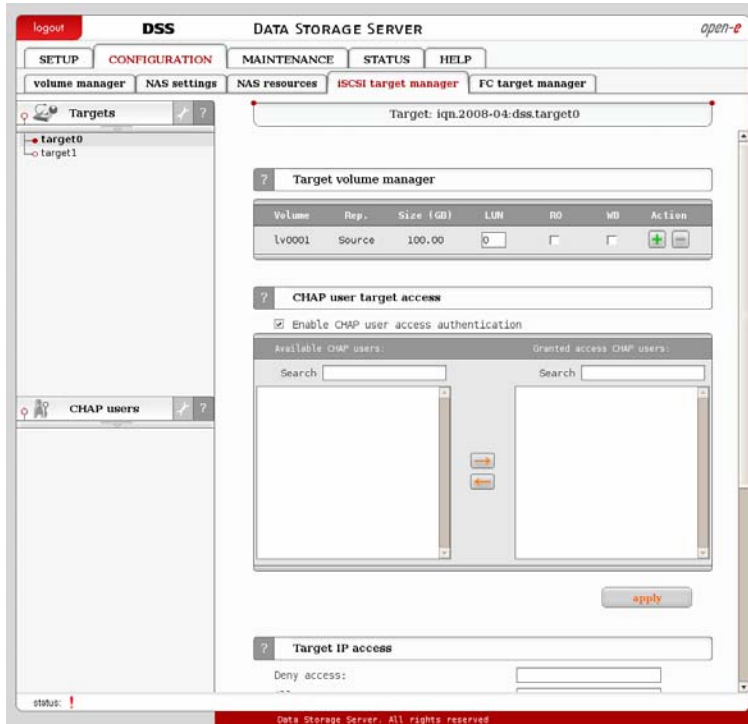 logout
DSS
DATA STORAGE SERVER
open-e
SETUP CONFIGURATION MAINTENANCE STATUS HELP
volume manager NAS settings NAS resources iSCSI target manager FC target manager
Targets ?
target0
target1
Target: iqn.2008-04:dss.target0
? Target volume manager
Volume Rep. Size (GB) LUN RO WB Action
lv0001 Source 100.00 0 + −
? CHAP user target access
Enable CHAP user access authentication
Available CHAP users: Granted access CHAP users:
Search Search
CHAP users ?
apply
? Target IP access
Deny access:
status: !
Data Storage Server. All rights reserved